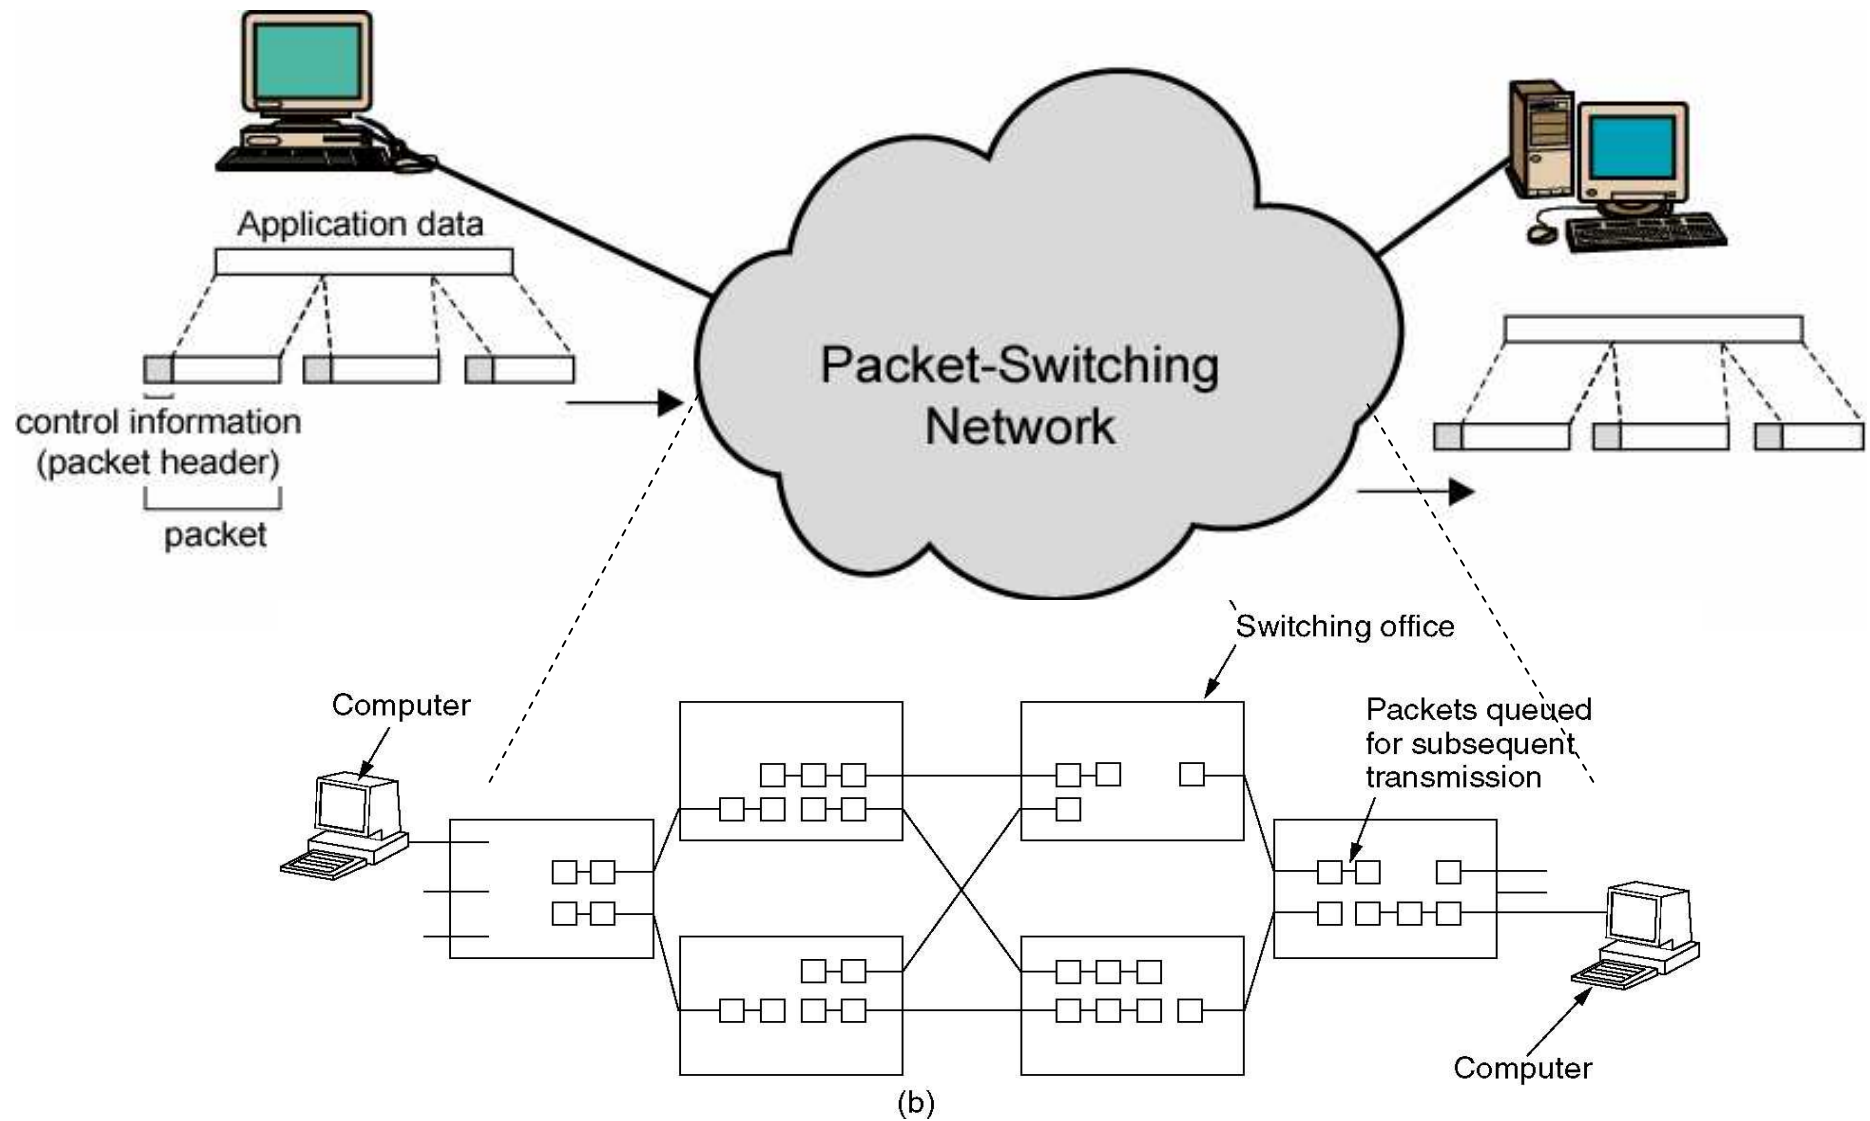 Application data
control information
(packet header)
packet
Packet-Switching
Network
Switching office
Computer
Packets queued
for subsequent
transmission
Computer
(b)